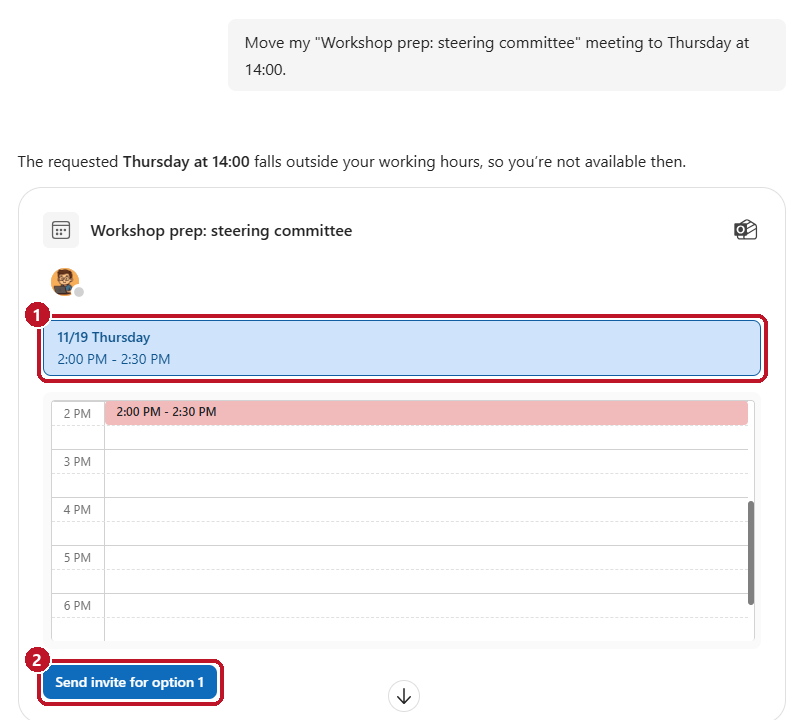 Move my "Workshop prep: steering committee" meeting to Thursday at
14:00.
The requested Thursday at 14:00 falls outside your working hours, so you’re not available then.
Workshop prep: steering committee
1
11/19 Thursday
2:00 PM - 2:30 PM
2 PM
2:00 PM - 2:30 PM
3 PM
4 PM
5 PM
6 PM
2
Send invite for option 1